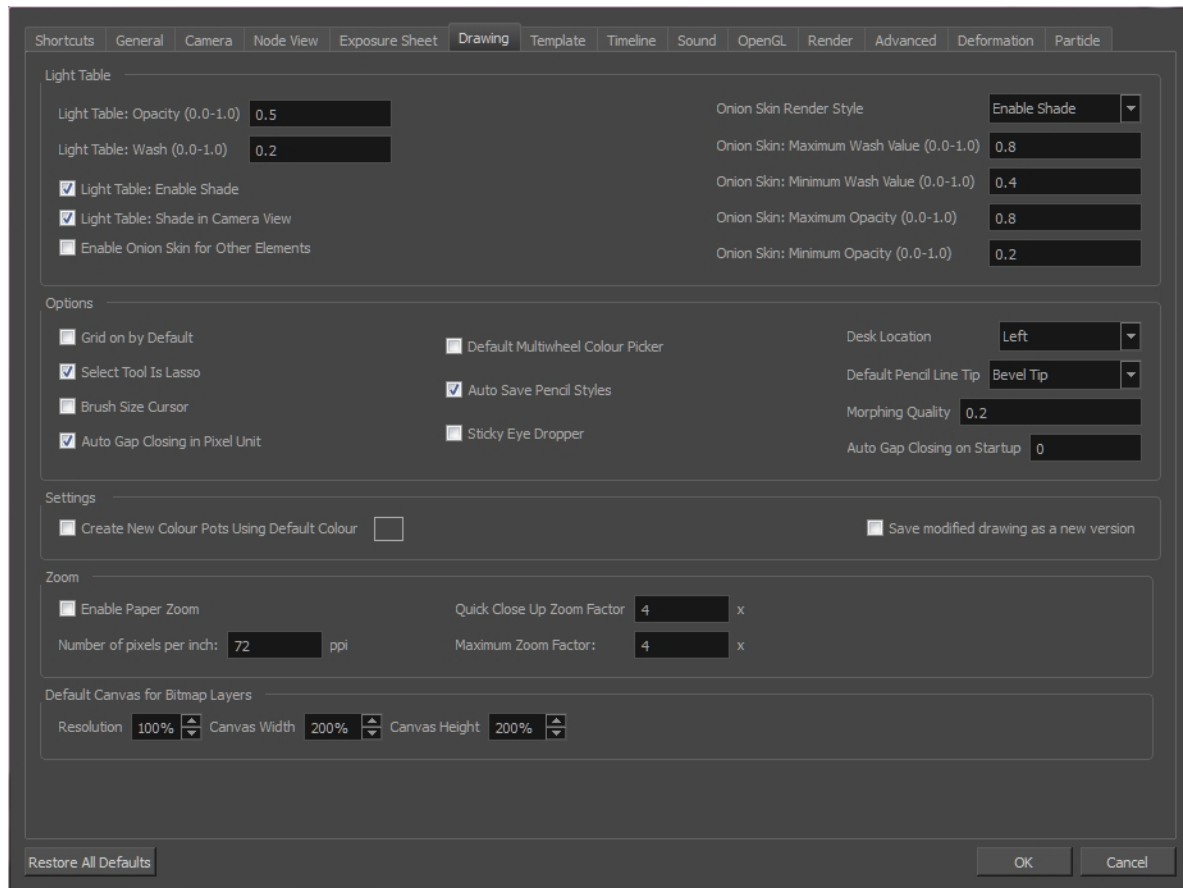 Shortcuts General Camera Node View Exposure Sheet Drawing Template Timeline Sound OpenGL Render Advanced Deformation Particle
Light Table
Light Table: Opacity (0.0-1.0) 0.5
Light Table: Wash (0.0-1.0) 0.2
Light Table: Enable Shade
Light Table: Shade in Camera View
Enable Onion Skin for Other Elements
Onion Skin Render Style Enable Shade
Onion Skin: Maximum Wash Value (0.0-1.0) 0.8
Onion Skin: Minimum Wash Value (0.0-1.0) 0.4
Onion Skin: Maximum Opacity (0.0-1.0) 0.8
Onion Skin: Minimum Opacity (0.0-1.0) 0.2
Options
Grid on by Default
Select Tool Is Lasso
Brush Size Cursor
Auto Gap Closing in Pixel Unit
Default Multiwheel Colour Picker
Auto Save Pencil Styles
Sticky Eye Dropper
Desk Location Left
Default Pencil Line Tip Bevel Tip
Morphing Quality 0.2
Auto Gap Closing on Startup 0
Settings
Create New Colour Pots Using Default Colour
Save modified drawing as a new version
Zoom
Enable Paper Zoom
Number of pixels per inch: 72 ppi
Quick Close Up Zoom Factor 4 x
Maximum Zoom Factor: 4 x
Default Canvas for Bitmap Layers
Resolution 100% Canvas Width 200% Canvas Height 200%
Restore All Defaults OK Cancel